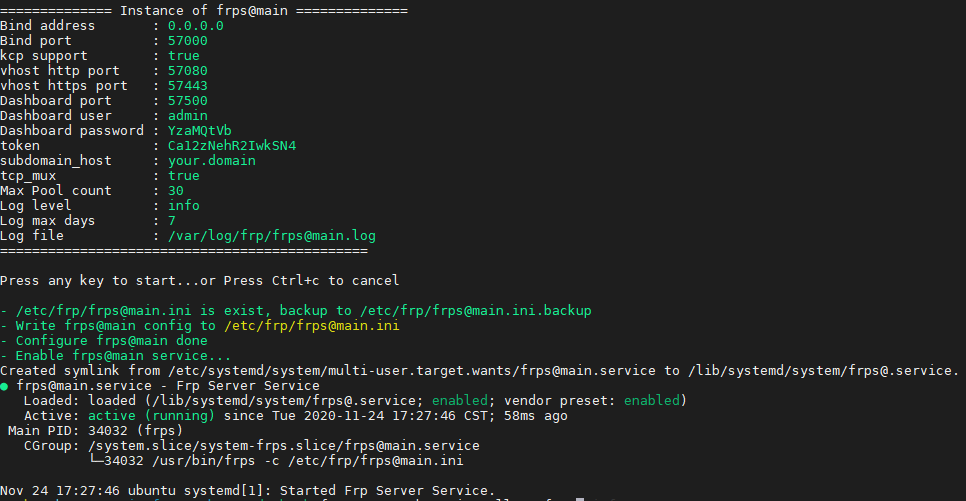 ============== Instance of frps@main ==============
Bind address       : 0.0.0.0
Bind port          : 57000
kcp support        : true
vhost http port    : 57080
vhost https port   : 57443
Dashboard port     : 57500
Dashboard user     : admin
Dashboard password : YzaMQtVb
token              : Ca12zNehR2IwkSN4
subdomain_host     : your.domain
tcp_mux            : true
Max Pool count     : 30
Log level          : info
Log max days       : 7
Log file           : /var/log/frp/frps@main.log
==============================================
Press any key to start...or Press Ctrl+c to cancel
- /etc/frp/frps@main.ini is exist, backup to /etc/frp/frps@main.ini.backup
- Write frps@main config to /etc/frp/frps@main.ini
- Configure frps@main done
- Enable frps@main service...
Created symlink from /etc/systemd/system/multi-user.target.wants/frps@main.service to /lib/systemd/system/frps@.service.
● frps@main.service - Frp Server Service
   Loaded: loaded (/lib/systemd/system/frps@.service; enabled; vendor preset: enabled)
   Active: active (running) since Tue 2020-11-24 17:27:46 CST; 58ms ago
 Main PID: 34032 (frps)
   CGroup: /system.slice/system-frps.slice/frps@main.service
           └─34032 /usr/bin/frps -c /etc/frp/frps@main.ini
Nov 24 17:27:46 ubuntu systemd[1]: Started Frp Server Service.